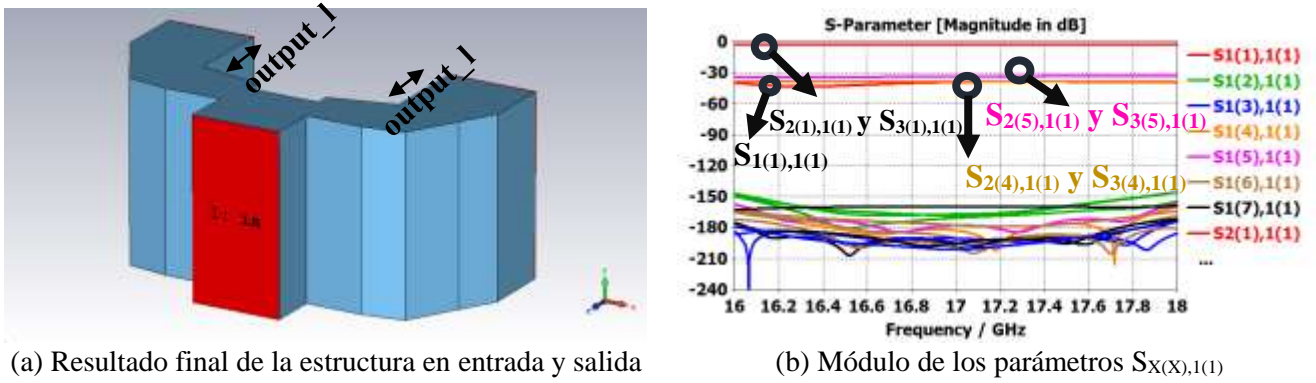 output_l
output_l
1: in
S-Parameter [Magnitude in dB]
0
-30
-60
-90
-120
-150
-180
-210
-240
16
16.2
16.4
16.6
16.8
17
17.2
17.4
17.6
17.8
18
Frequency / GHz
S2(1),1(1) y S3(1),1(1)
S2(5),1(1) y S3(5),1(1)
S1(1),1(1)
S2(4),1(1) y S3(4),1(1)
S1(1),1(1)
S1(2),1(1)
S1(3),1(1)
S1(4),1(1)
S1(5),1(1)
S1(6),1(1)
S1(7),1(1)
S2(1),1(1)
...
(a) Resultado final de la estructura en entrada y salida
(b) Módulo de los parámetros SX(X),1(1)